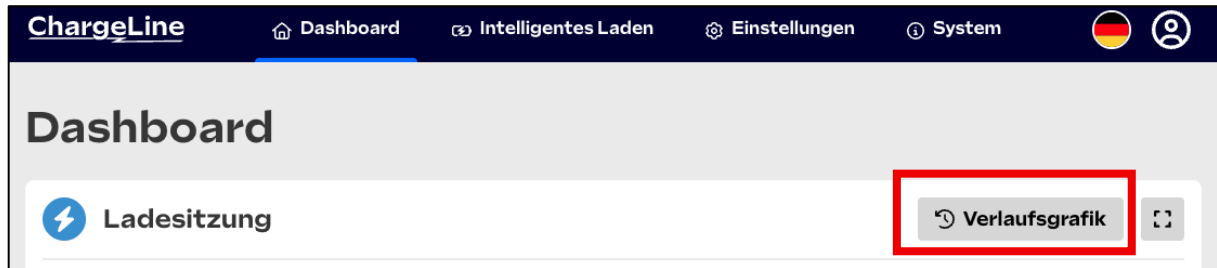 ChargeLine Dashboard Intelligentes Laden Einstellungen System
Dashboard
Ladesitzung Verlaufsgrafik